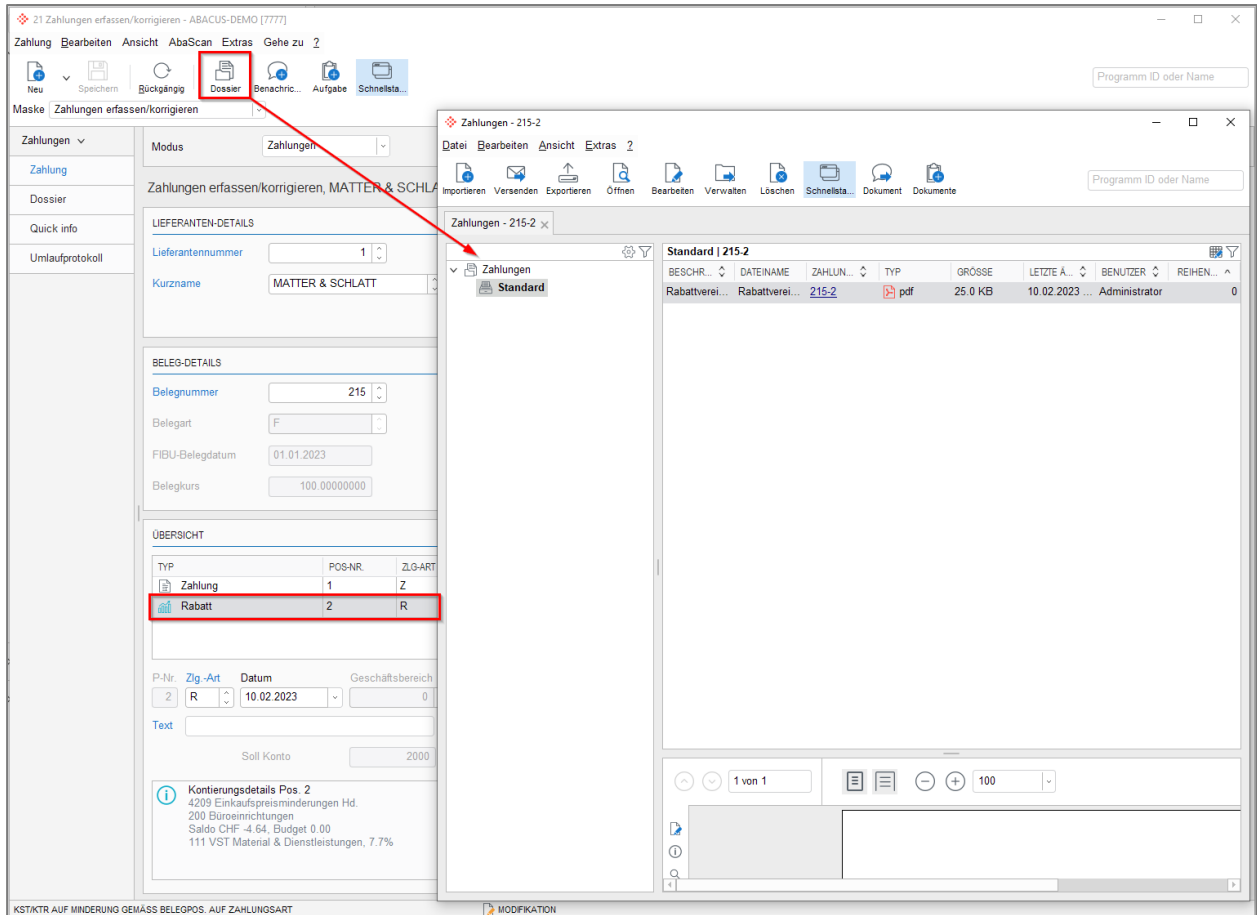 21 Zahlungen erfassen/korrigieren - ABACUS-DEMO [7777]
Zahlung Bearbeiten Ansicht AbaScan Extras Gehe zu ?
Neu Speichern Rückgängig Dossier Benachric... Aufgabe Schnellsta...
Programm ID oder Name
Maske Zahlungen erfassen/korrigieren
Zahlungen
Zahlung
Dossier
Quick info
Umlaufprotokoll
Modus Zahlungen
Zahlungen erfassen/korrigieren, MATTER & SCHLA
LIEFERANTEN-DETAILS
Lieferantennummer 1
Kurzname MATTER & SCHLATT
BELEG-DETAILS
Belegnummer 215
Belegart F
FIBU-Belegdatum 01.01.2023
Belegkurs 100.00000000
ÜBERSICHT
TYP POS-NR. ZLG-ART
Zahlung 1 Z
Rabatt 2 R
P-Nr. Zlg.-Art Datum Geschäftsbereich
2 R 10.02.2023 0
Text
Soll Konto 2000
Kontierungsdetails Pos. 2
4209 Einkaufspreisminderungen Hd.
200 Büroeinrichtungen
Saldo CHF -4.64, Budget 0.00
111 VST Material & Dienstleistungen, 7.7%
KST/KTR AUF MINDERUNG GEMÄSS BELEGPOS. AUF ZAHLUNGSART MODIFIKATION
Zahlungen - 215-2
Datei Bearbeiten Ansicht Extras ?
Importieren Versenden Exportieren Öffnen Bearbeiten Verwalten Löschen Schnellsta... Dokument Dokumente
Programm ID oder Name
Zahlungen - 215-2
Zahlungen
Standard
Standard | 215-2
BESCHR... DATEINAME ZAHLUN... TYP GRÖSSE LETZTE Ä... BENUTZER REIHEN...
Rabattverei... Rabattverei... 215-2 pdf 25.0 KB 10.02.2023 ... Administrator 0
1 von 1 100